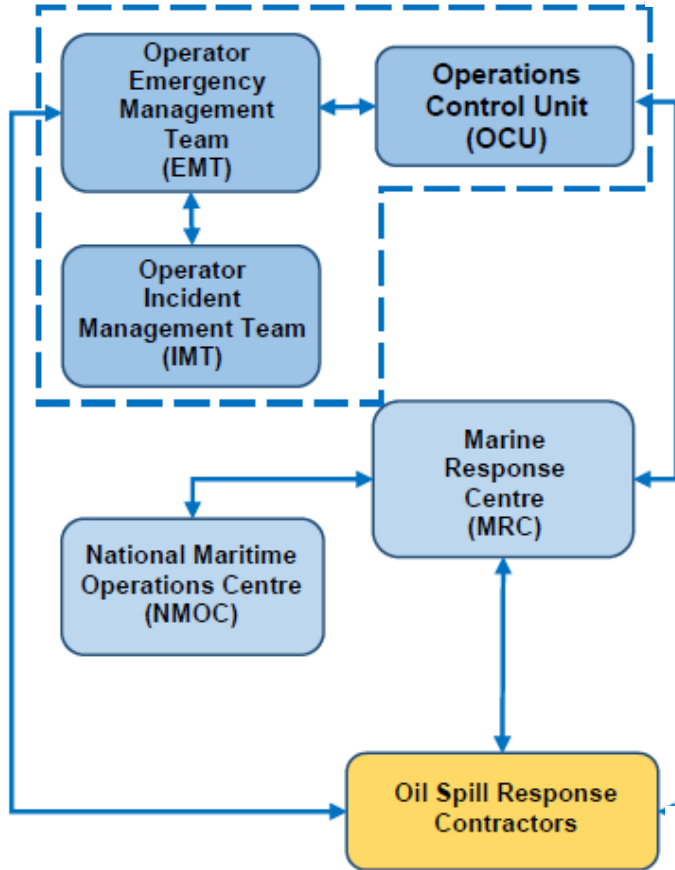 Operator
Emergency
Management
Team
(EMT)
Operations
Control Unit
(OCU)
Operator
Incident
Management Team
(IMT)
Marine
Response
Centre
(MRC)
National Maritime
Operations Centre
(NMOC)
Oil Spill Response
Contractors